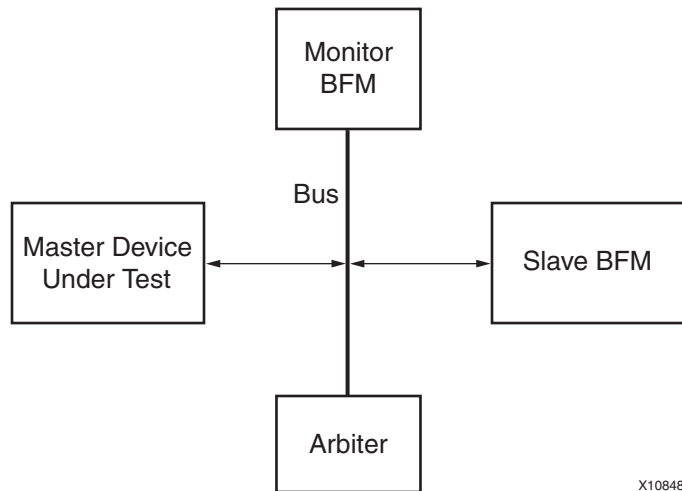 Monitor
BFM
Bus
Master Device
Under Test
Slave BFM
Arbiter
X10848